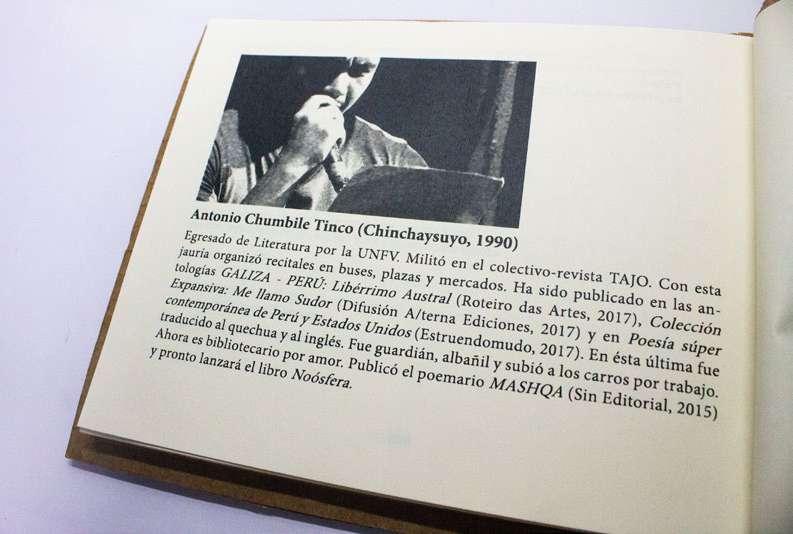 Antonio Chumbile Tinco (Chinchaysuyo, 1990)
Egresado de Literatura por la UNFV. Militó en el colectivo-revista TAJO. Con esta
jauría organizó recitales en buses, plazas y mercados. Ha sido publicado en las an-
tologías GALIZA - PERÚ: Libérrimo Austral (Roteiro das Artes, 2017), Colección
Expansiva: Me llamo Sudor (Difusión A/terna Ediciones, 2017) y en Poesía súper
contemporánea de Perú y Estados Unidos (Estruendomudo, 2017). En ésta última fue
traducido al quechua y al inglés. Fue guardián, albañil y subió a los carros por trabajo.
Ahora es bibliotecario por amor. Publicó el poemario MASHQA (Sin Editorial, 2015)
y pronto lanzará el libro Noósfera.